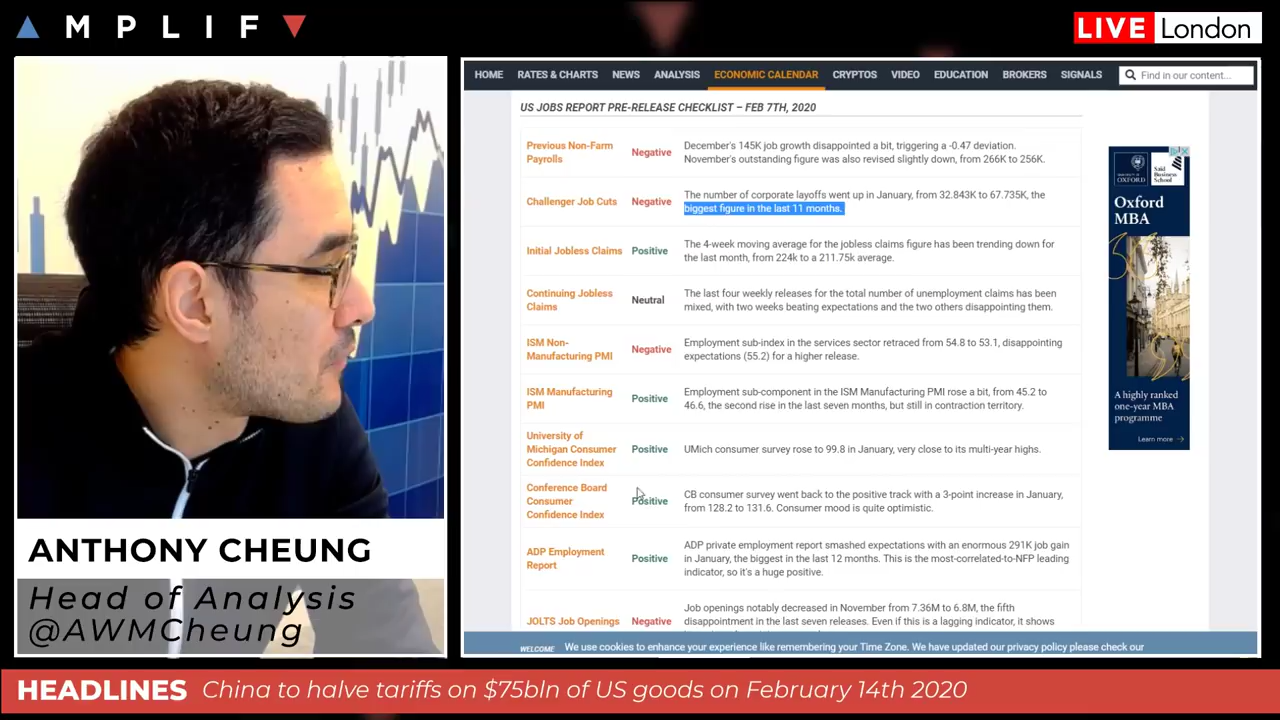 AMPLIFY
LIVE London
HOME RATES & CHARTS NEWS ANALYSIS ECONOMIC CALENDAR CRYPTOS VIDEO EDUCATION BROKERS SIGNALS Find in our content...
US JOBS REPORT PRE-RELEASE CHECKLIST – FEB 7TH, 2020
Previous Non-Farm
Payrolls
Negative
December's 145K job growth disappointed a bit, triggering a -0.47 deviation.
November's outstanding figure was also revised slightly down, from 266K to 256K.
Challenger Job Cuts
Negative
The number of corporate layoffs went up in January, from 32.843K to 67.735K, the
biggest figure in the last 11 months.
Initial Jobless Claims
Positive
The 4-week moving average for the jobless claims figure has been trending down for
the last month, from 224k to a 211.75k average.
Continuing Jobless
Claims
Neutral
The last four weekly releases for the total number of unemployment claims has been
mixed, with two weeks beating expectations and the two others disappointing them.
ISM Non-
Manufacturing PMI
Negative
Employment sub-index in the services sector retraced from 54.8 to 53.1, disappointing
expectations (55.2) for a higher release.
ISM Manufacturing
PMI
Positive
Employment sub-component in the ISM Manufacturing PMI rose a bit, from 45.2 to
46.6, the second rise in the last seven months, but still in contraction territory.
University of
Michigan Consumer
Confidence Index
Positive
UMich consumer survey rose to 99.8 in January, very close to its multi-year highs.
Conference Board
Consumer
Confidence Index
Positive
CB consumer survey went back to the positive track with a 3-point increase in January,
from 128.2 to 131.6. Consumer mood is quite optimistic.
ADP Employment
Report
Positive
ADP private employment report smashed expectations with an enormous 291K job gain
in January, the biggest in the last 12 months. This is the most-correlated-to-NFP leading
indicator, so it's a huge positive.
JOLTS Job Openings
Negative
Job openings notably decreased in November from 7.36M to 6.8M, the fifth
disappointment in the last seven releases. Even if this is a lagging indicator, it shows
WELCOME We use cookies to enhance your experience like remembering your Time Zone. We have updated our privacy policy please check our
UNIVERSITY OF
OXFORD
Saïd
Business
School
Oxford
MBA
A highly ranked
one-year MBA
programme
Learn more
ANTHONY CHEUNG
Head of Analysis
@AWMCheung
HEADLINES China to halve tariffs on $75bln of US goods on February 14th 2020